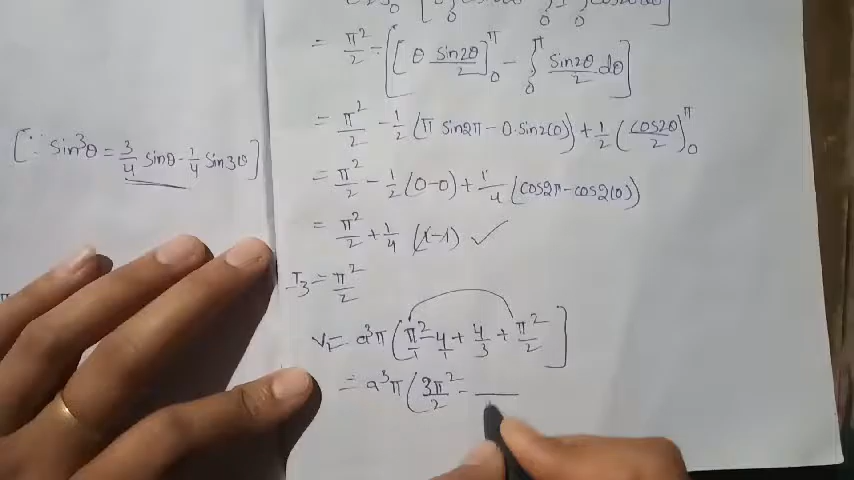 [∵ sin³θ = 3/4 sinθ - 1/4 sin3θ]
= π²/2 - [[θ sin2θ/2]₀^π - ∫₀^π sin2θ/2 dθ]
= π²/2 - 1/2 (π sin2π - 0·sin2(0)) + 1/2 (cos2θ/2)₀^π
= π²/2 - 1/2 (0-0) + 1/4 (cos2π - cos2(0))
= π²/2 + 1/4 (1-1) ✓
I₃ = π²/2
V₁ = a³π (π²/1 - 4/1 + 4/3 + π²/2]
= a³π (3π²/2 -